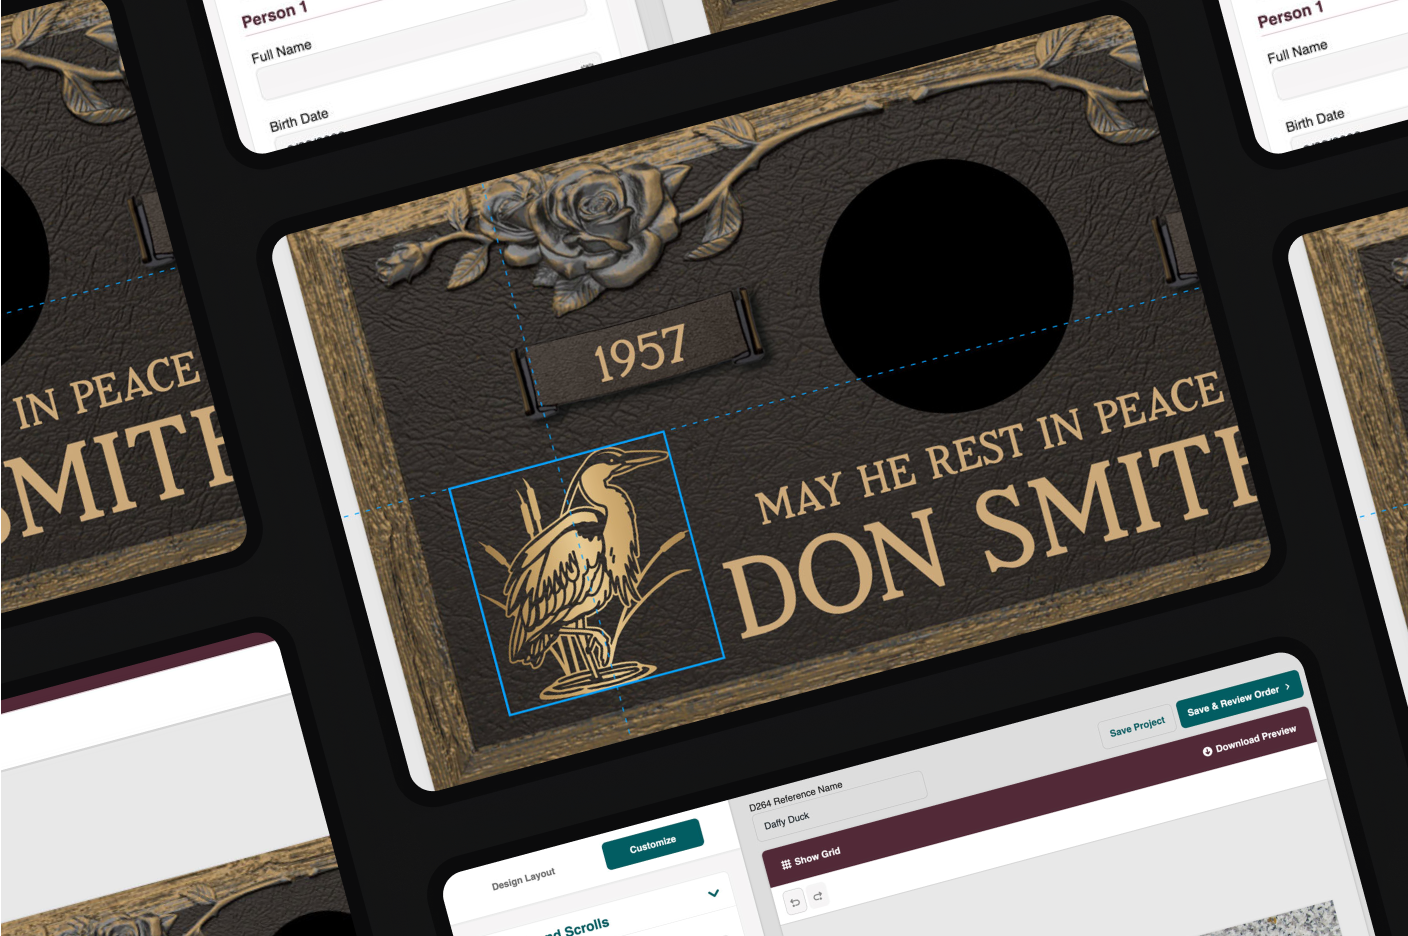 Person 1
Full Name
Birth Date
Person 1
Full Name
Birth Date
1957
IN PEACE
SMITH
MAY HE REST IN PEACE
DON SMITH
Save Project
Save & Review Order
Download Preview
D264 Reference Name
Daffy Duck
Show Grid
Design Layout
Customize
Scrolls